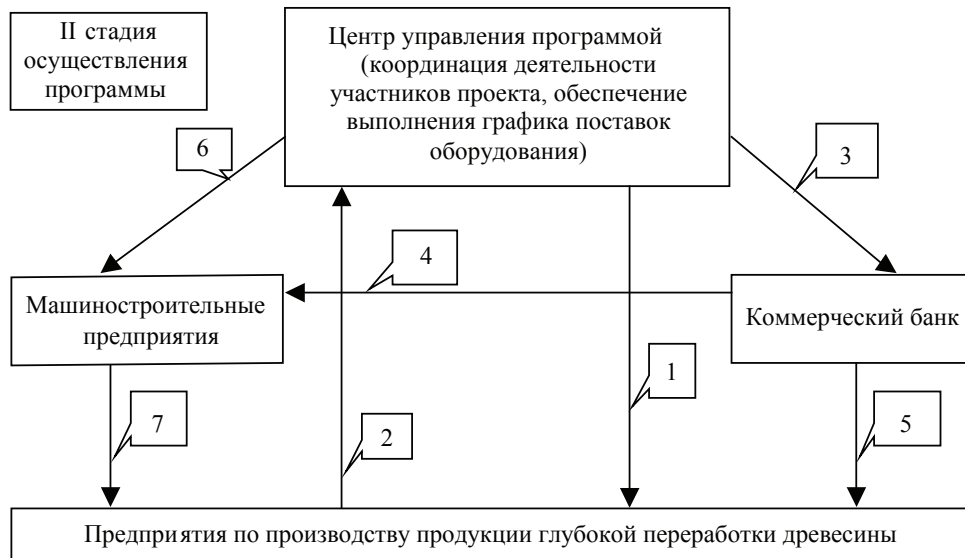 II стадия
осуществления
программы
Центр управления программой
(координация деятельности
участников проекта, обеспечение
выполнения графика поставок
оборудования)
6
3
4
Машиностроительные
предприятия
Коммерческий банк
1
7
2
5
Предприятия по производству продукции глубокой переработки древесины